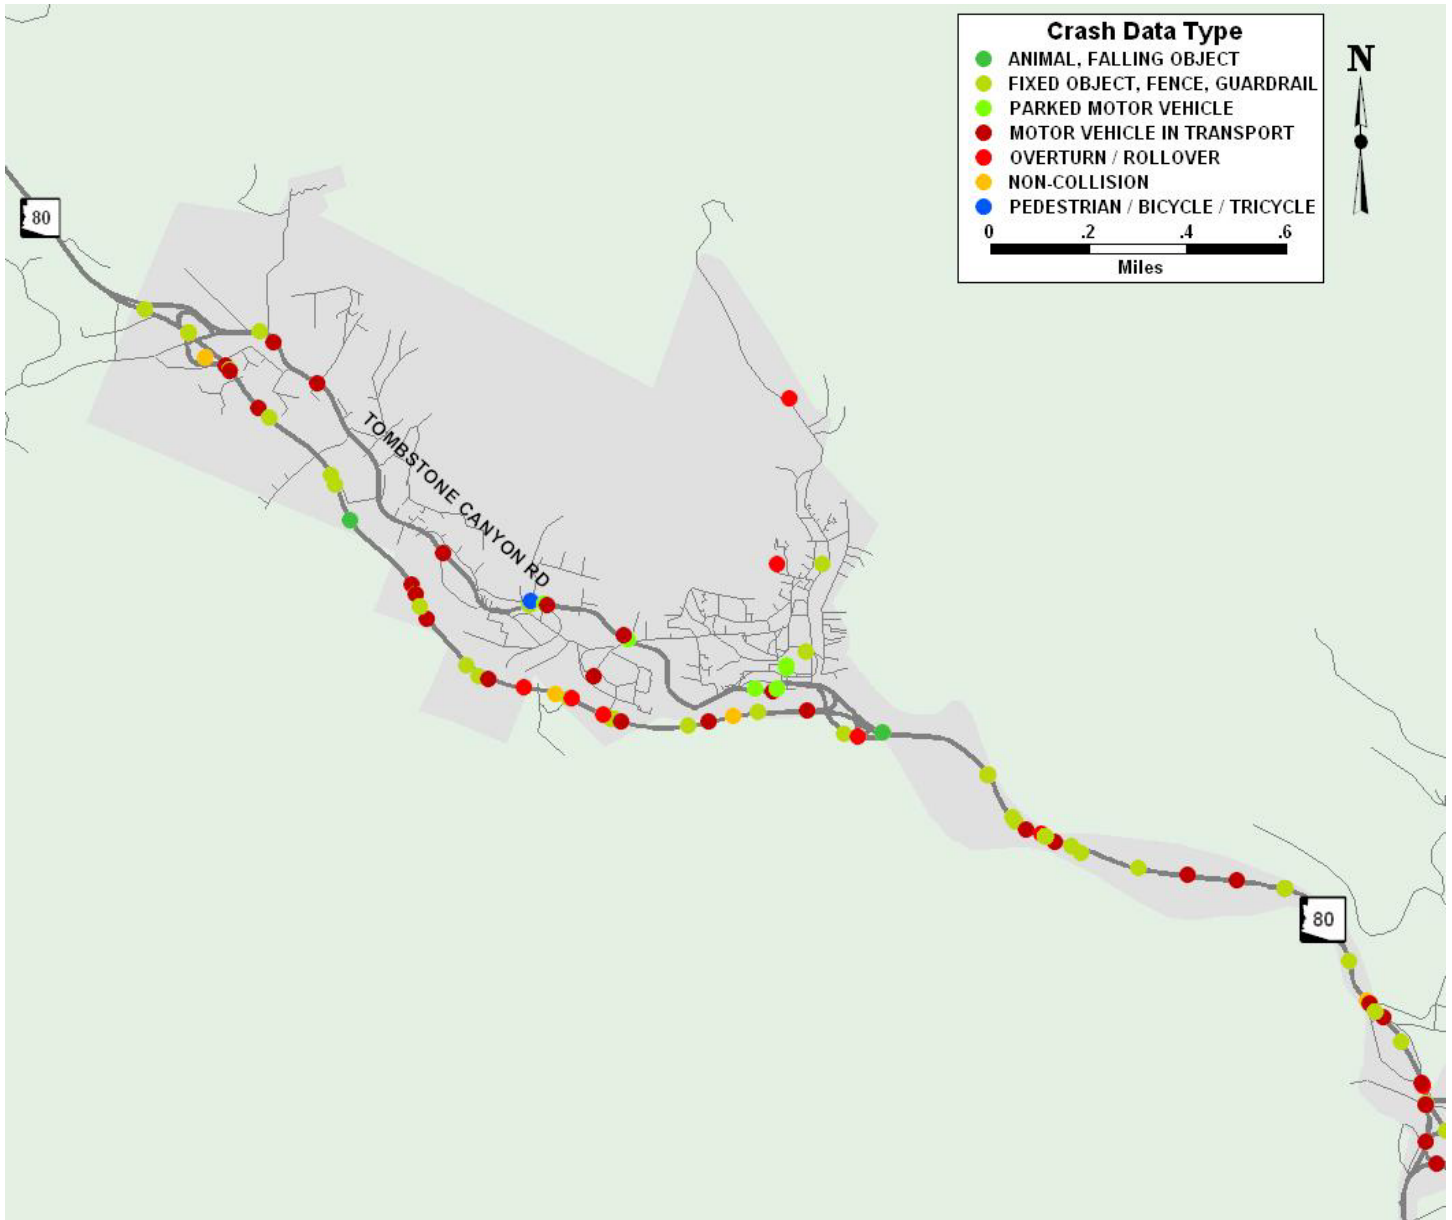 Crash Data Type
ANIMAL, FALLING OBJECT
FIXED OBJECT, FENCE, GUARDRAIL
PARKED MOTOR VEHICLE
MOTOR VEHICLE IN TRANSPORT
OVERTURN / ROLLOVER
NON-COLLISION
PEDESTRIAN / BICYCLE / TRICYCLE
0 .2 .4 .6
Miles
N
80
TOMBSTONE CANYON RD
80